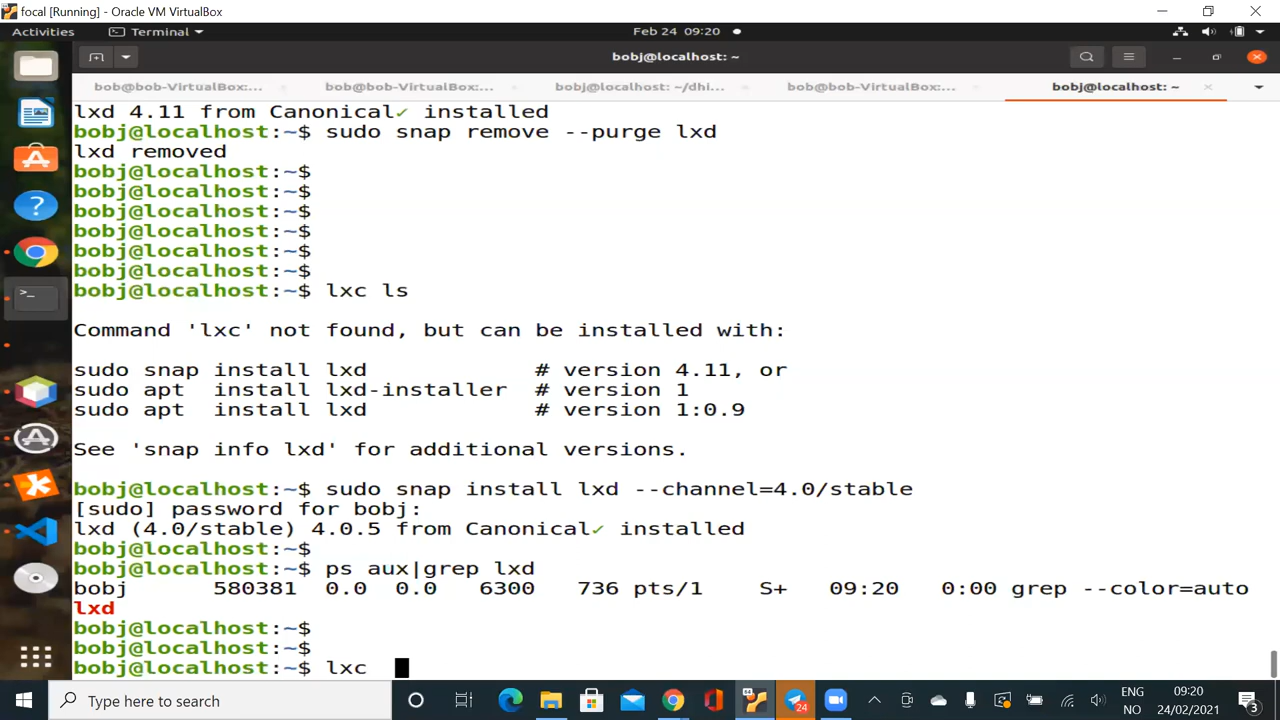 focal [Running] - Oracle VM VirtualBox
Activities Terminal Feb 24 09:20
bobj@localhost: ~
bob@bob-VirtualBox:... bob@bob-VirtualBox:... bobj@localhost: ~/dhi... bob@bob-VirtualBox:... bobj@localhost: ~
lxd 4.11 from Canonical✓ installed
bobj@localhost:~$ sudo snap remove --purge lxd
lxd removed
bobj@localhost:~$
bobj@localhost:~$
bobj@localhost:~$
bobj@localhost:~$
bobj@localhost:~$
bobj@localhost:~$
bobj@localhost:~$ lxc ls
Command 'lxc' not found, but can be installed with:
sudo snap install lxd # version 4.11, or
sudo apt install lxd-installer # version 1
sudo apt install lxd # version 1:0.9
See 'snap info lxd' for additional versions.
bobj@localhost:~$ sudo snap install lxd --channel=4.0/stable
[sudo] password for bobj:
lxd (4.0/stable) 4.0.5 from Canonical✓ installed
bobj@localhost:~$
bobj@localhost:~$ ps aux|grep lxd
bobj 580381 0.0 0.0 6300 736 pts/1 S+ 09:20 0:00 grep --color=auto
lxd
bobj@localhost:~$
bobj@localhost:~$
bobj@localhost:~$ lxc
Type here to search
24
ENG
NO
09:20
24/02/2021
3